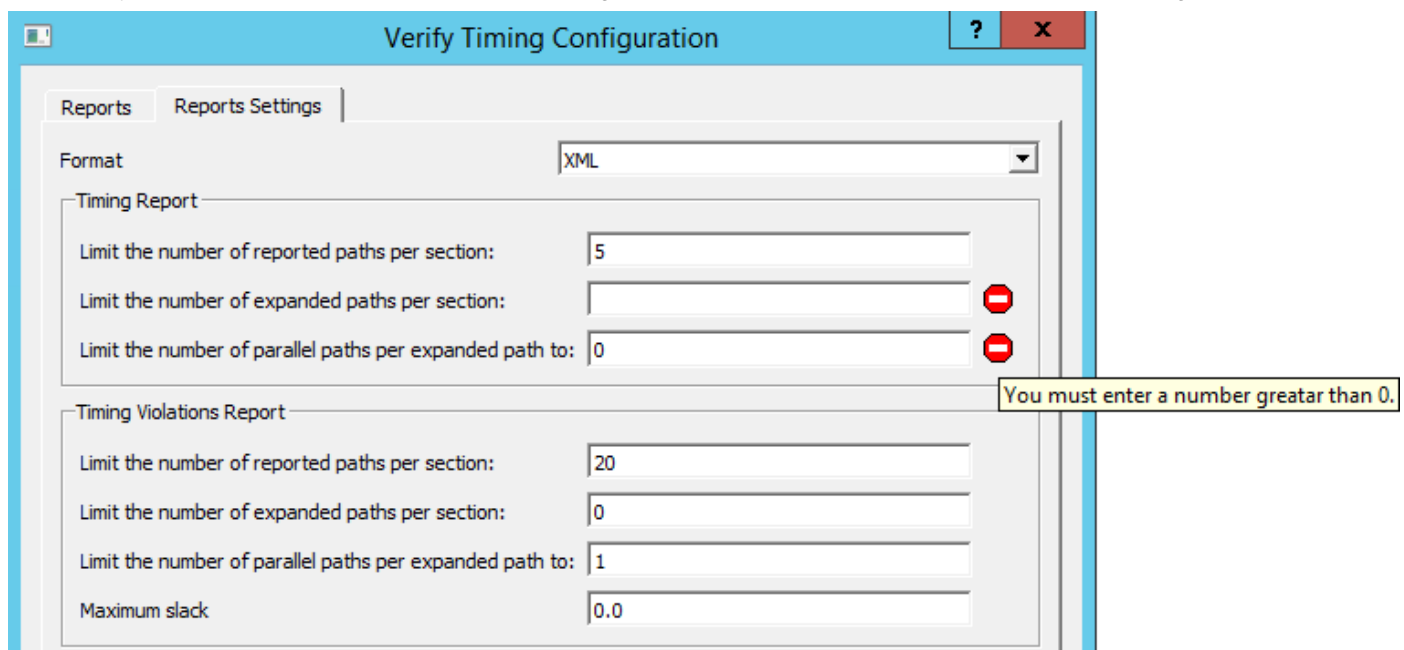 Verify Timing Configuration
? x
Reports Reports Settings
Format XML
Timing Report
Limit the number of reported paths per section: 5
Limit the number of expanded paths per section:
Limit the number of parallel paths per expanded path to: 0
You must enter a number greatar than 0.
Timing Violations Report
Limit the number of reported paths per section: 20
Limit the number of expanded paths per section: 0
Limit the number of parallel paths per expanded path to: 1
Maximum slack 0.0